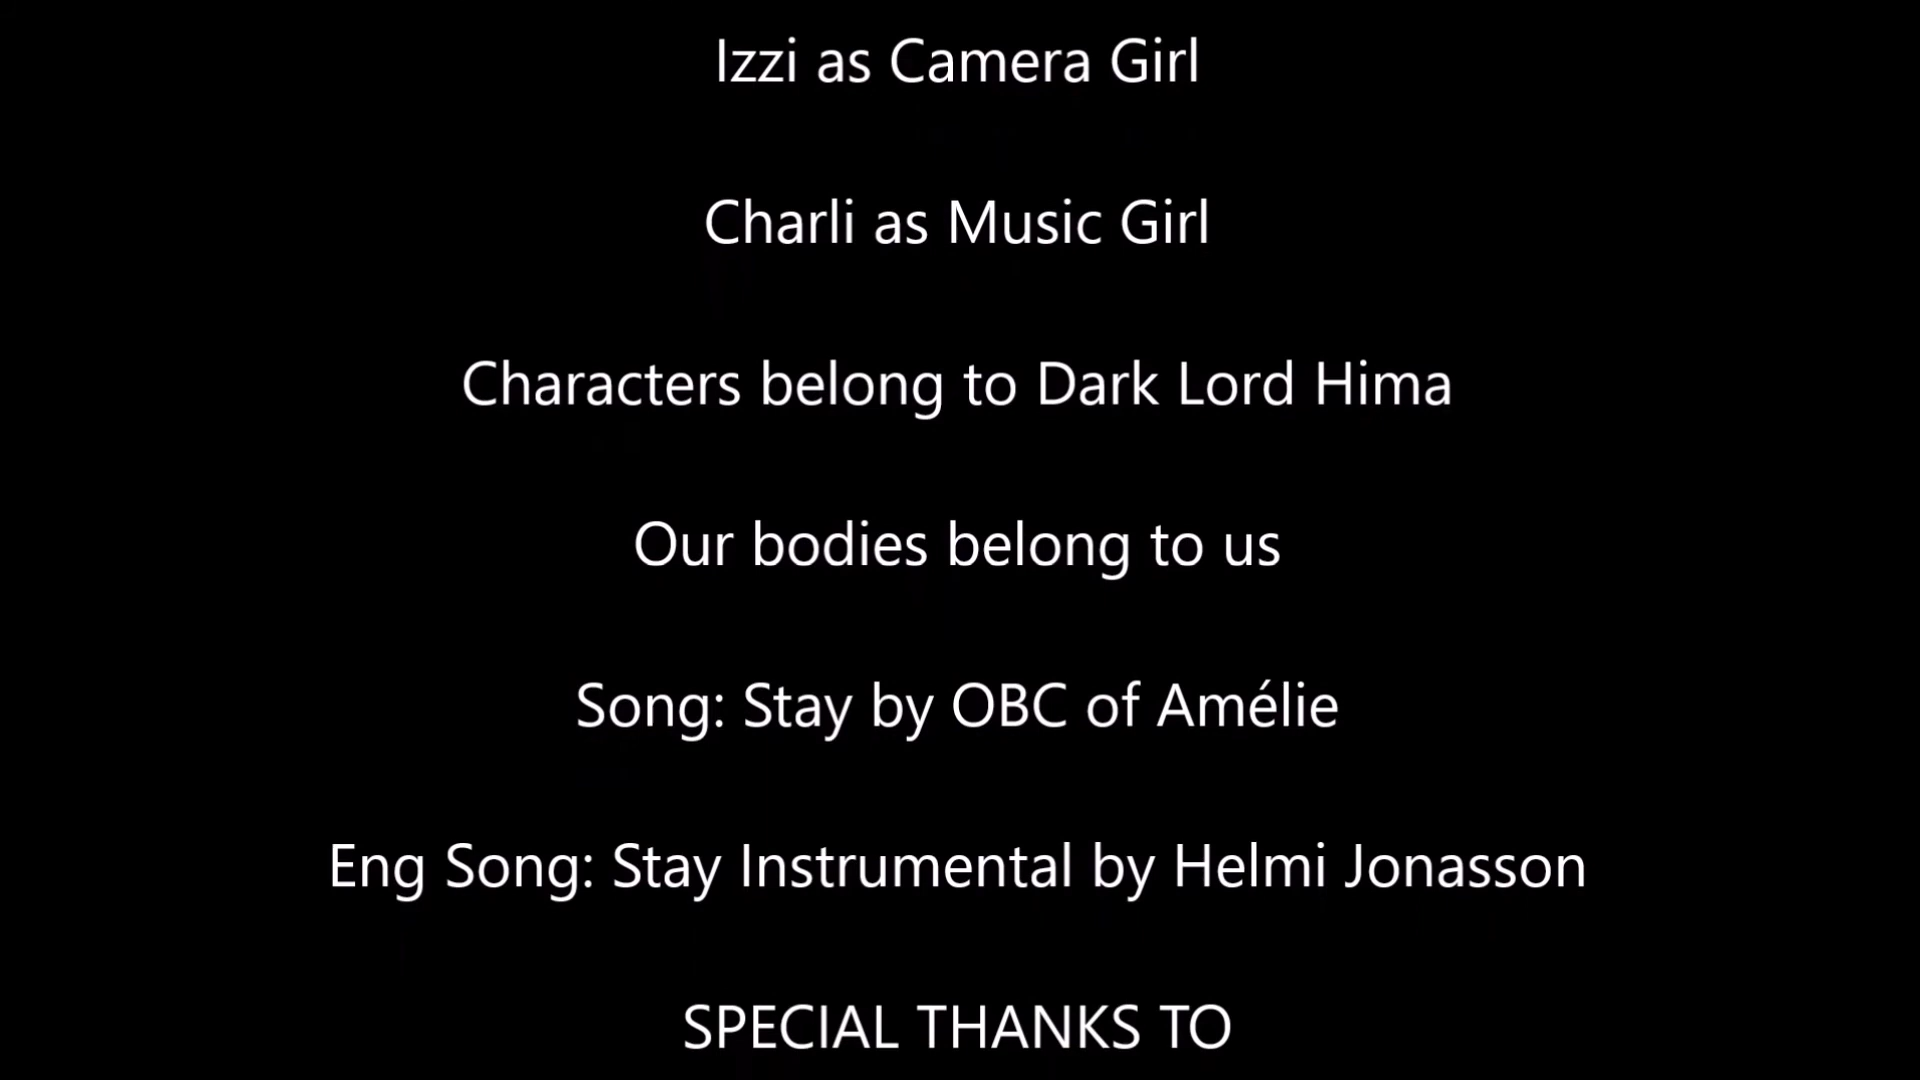 Izzi as Camera Girl
Charli as Music Girl
Characters belong to Dark Lord Hima
Our bodies belong to us
Song: Stay by OBC of Amélie
Eng Song: Stay Instrumental by Helmi Jonasson
SPECIAL THANKS TO